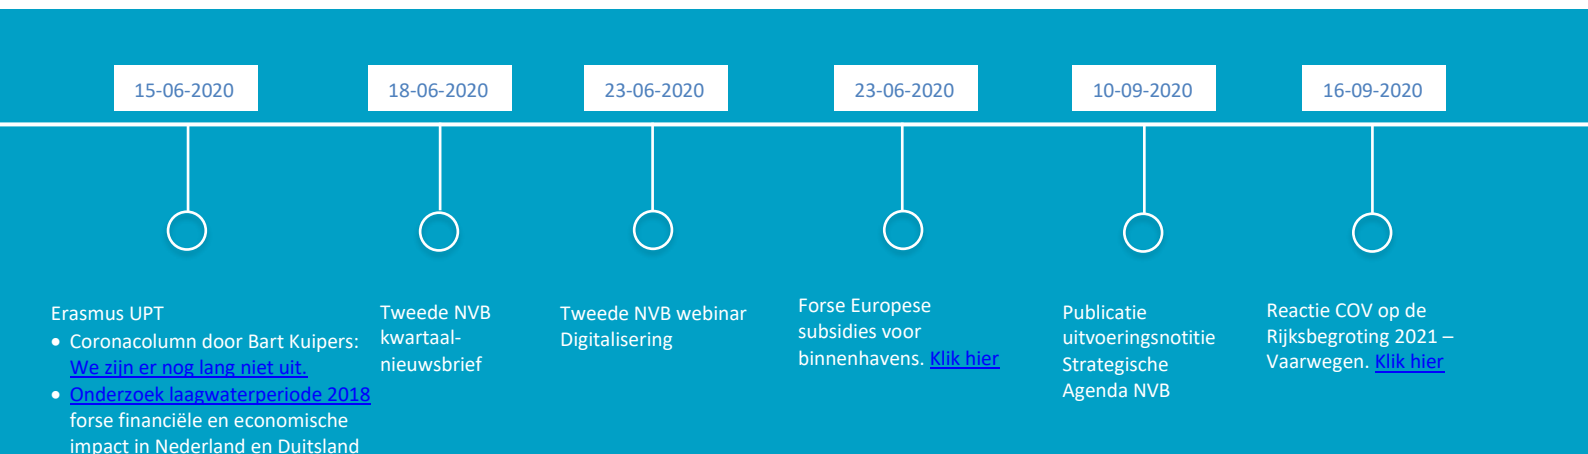 15-06-2020
18-06-2020
23-06-2020
23-06-2020
10-09-2020
16-09-2020
Erasmus UPT
• Coronacolumn door Bart Kuipers:
We zijn er nog lang niet uit.
• Onderzoek laagwaterperiode 2018
forse financiële en economische
impact in Nederland en Duitsland
Tweede NVB
kwartaal-
nieuwsbrief
Tweede NVB webinar
Digitalisering
Forse Europese
subsidies voor
binnenhavens. Klik hier
Publicatie
uitvoeringsnotitie
Strategische
Agenda NVB
Reactie COV op de
Rijksbegroting 2021 –
Vaarwegen. Klik hier